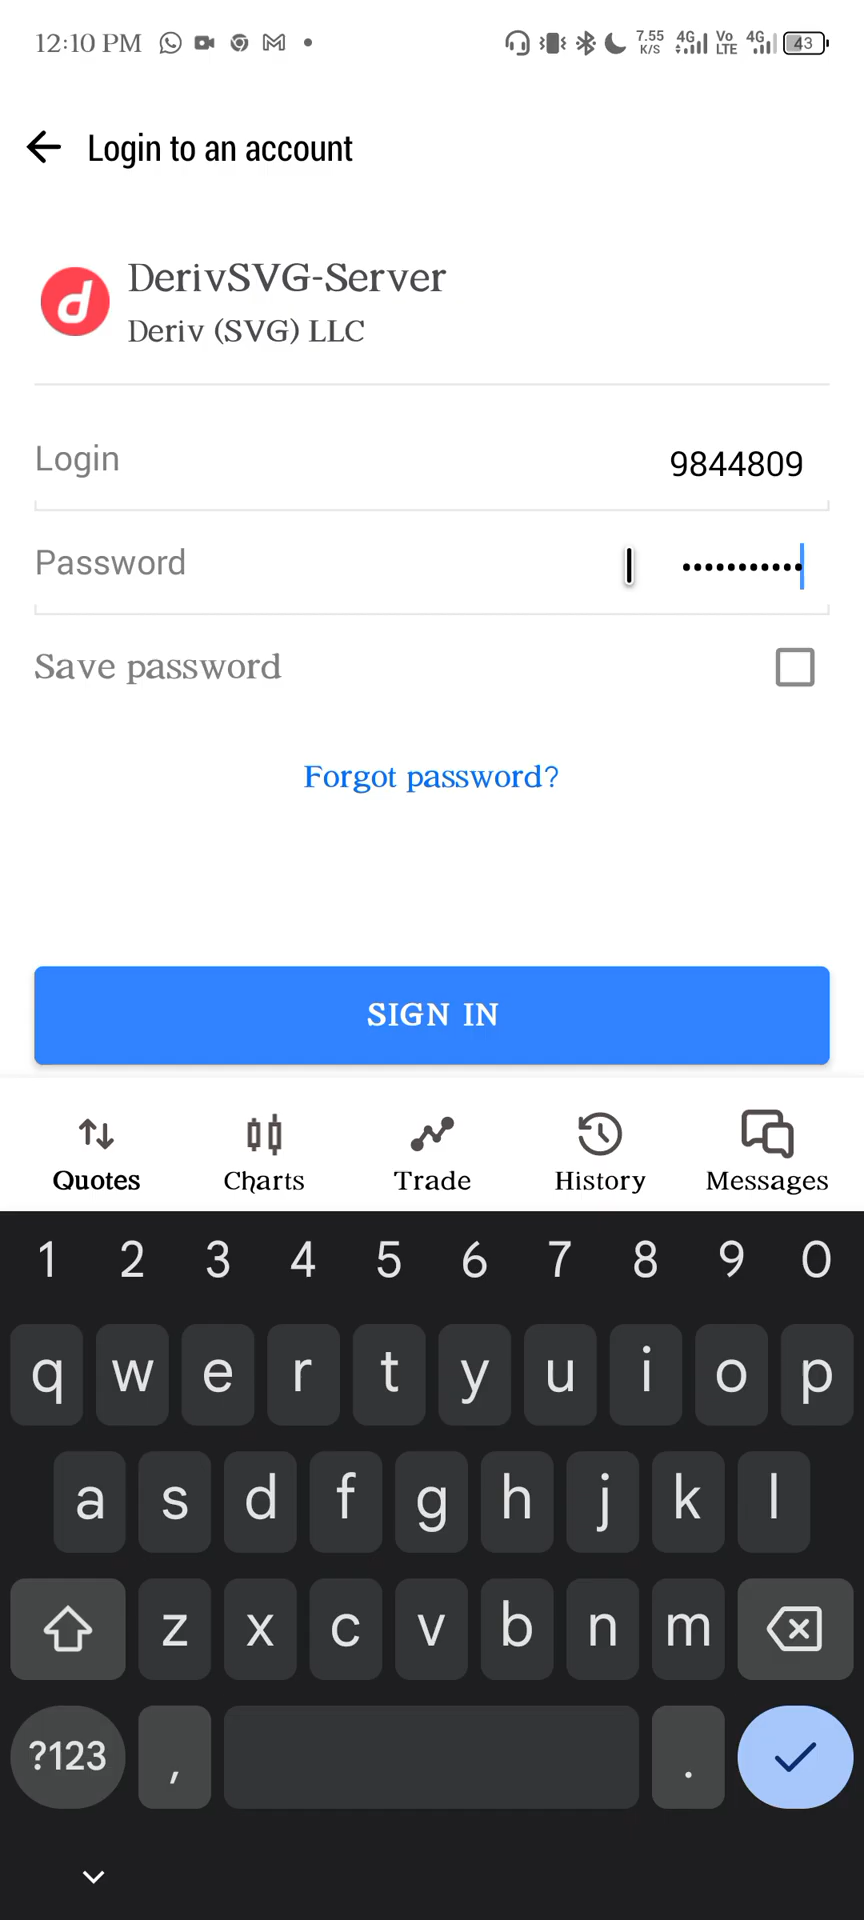 12:10 PM
7.55 K/S 4G Vo LTE 4G 43
Login to an account
d
DerivSVG-Server
Deriv (SVG) LLC
Login 9844809
Password •••••••••••
Save password
Forgot password?
SIGN IN
Quotes Charts Trade History Messages
1 2 3 4 5 6 7 8 9 0
q w e r t y u i o p
a s d f g h j k l
z x c v b n m
?123 , .